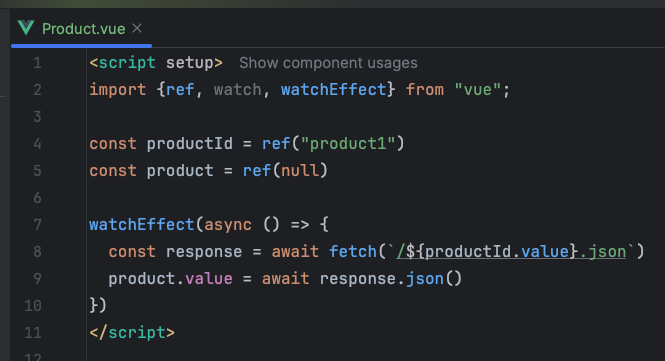 Product.vue
1 <script setup> Show component usages
2 import {ref, watch, watchEffect} from "vue";
3
4 const productId = ref("product1")
5 const product = ref(null)
6
7 watchEffect(async () => {
8   const response = await fetch(`/${productId.value}.json`)
9   product.value = await response.json()
10 })
11 </script>
12